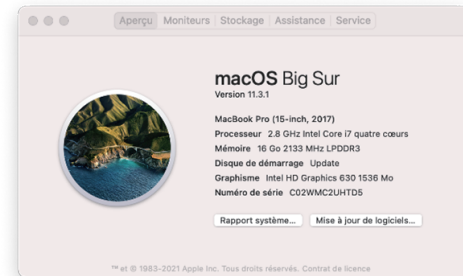 Aperçu Moniteurs Stockage Assistance Service
macOS Big Sur
Version 11.3.1
MacBook Pro (15-inch, 2017)
Processeur 2.8 GHz Intel Core i7 quatre cœurs
Mémoire 16 Go 2133 MHz LPDDR3
Disque de démarrage Update
Graphisme Intel HD Graphics 630 1536 Mo
Numéro de série C02WMC2UHTD5
Rapport système... Mise à jour de logiciels...
™ et © 1983-2021 Apple Inc. Tous droits réservés. Contrat de licence